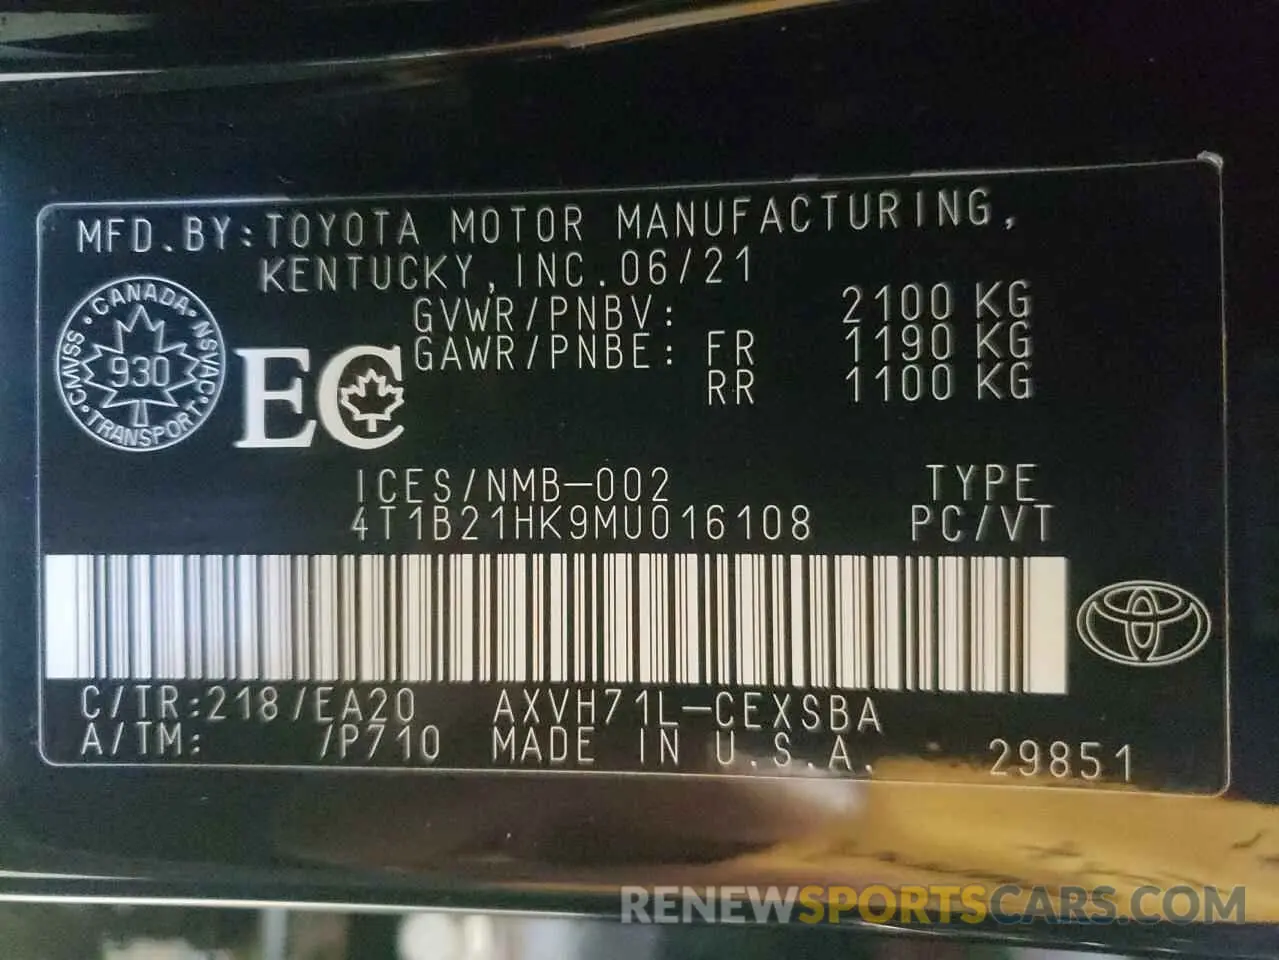 MFD.BY:TOYOTA MOTOR MANUFACTURING,
KENTUCKY,INC.06/21
GVWR/PNBV: 2100 KG
GAWR/PNBE: FR 1190 KG
RR 1100 KG
CANADA · NSVAC · TRANSPORT · CMVSS ·
930
EC
ICES/NMB-002 TYPE
4T1B21HK9MU016108 PC/VT
C/TR:218/EA20 AXVH71L-CEXSBA
A/TM: /P710 MADE IN U.S.A. 29851
RENEWSPORTSCARS.COM